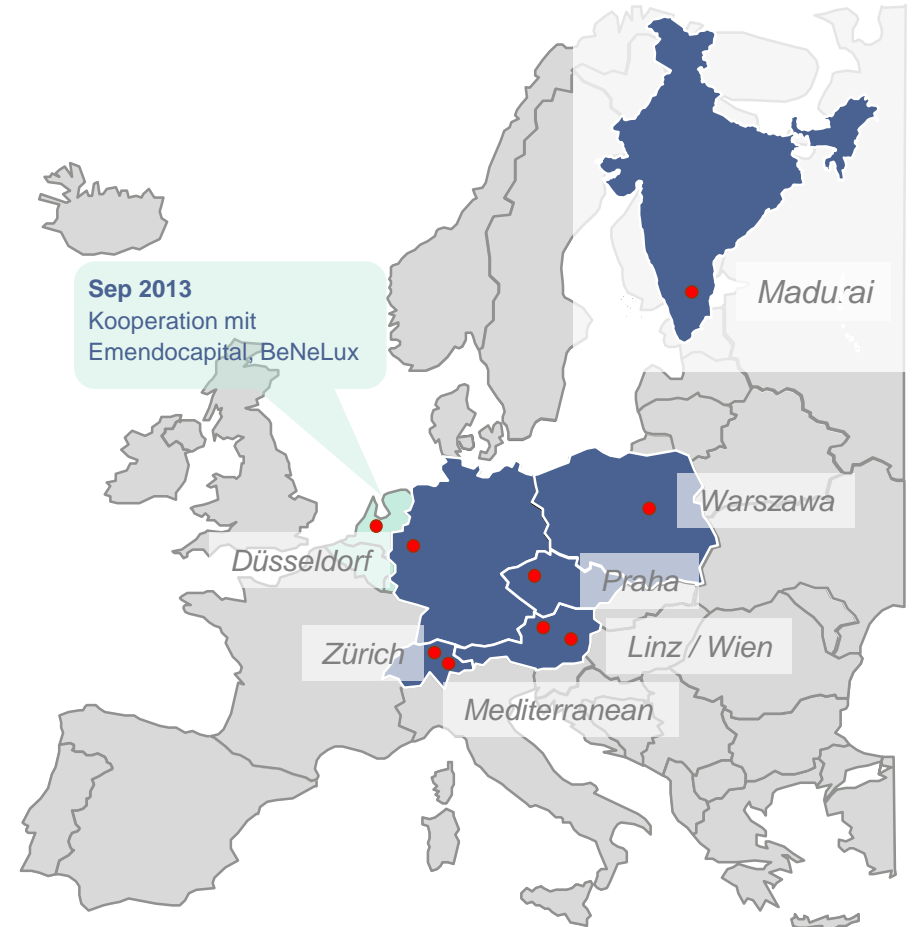 Sep 2013
Kooperation mit
Emendocapital, BeNeLux
Madurai
Warszawa
Düsseldorf
Praha
Zürich
Linz / Wien
Mediterranean